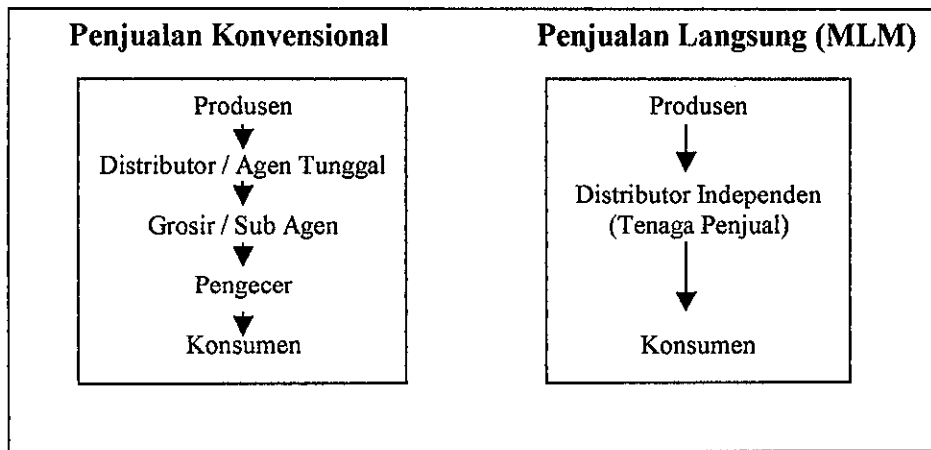 Penjualan Konvensional
Produsen
Distributor / Agen Tunggal
Grosir / Sub Agen
Pengecer
Konsumen
Penjualan Langsung (MLM)
Produsen
Distributor Independen
(Tenaga Penjual)
Konsumen